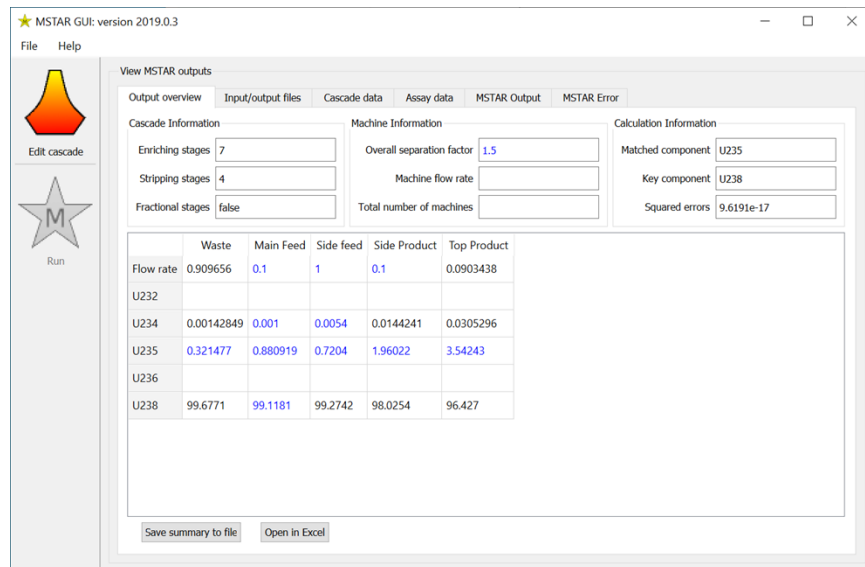 MSTAR GUI: version 2019.0.3
File Help
View MSTAR outputs
Output overview Input/output files Cascade data Assay data MSTAR Output MSTAR Error
Edit cascade
M
Run
Cascade Information Machine Information Calculation Information
Enriching stages 7 Overall separation factor 1.5 Matched component U235
Stripping stages 4 Machine flow rate Key component U238
Fractional stages false Total number of machines Squared errors 9.6191e-17
Waste Main Feed Side feed Side Product Top Product
Flow rate 0.909656 0.1 1 0.1 0.0903438
U232
U234 0.00142849 0.001 0.0054 0.0144241 0.0305296
U235 0.321477 0.880919 0.7204 1.96022 3.54243
U236
U238 99.6771 99.1181 99.2742 98.0254 96.427
Save summary to file Open in Excel